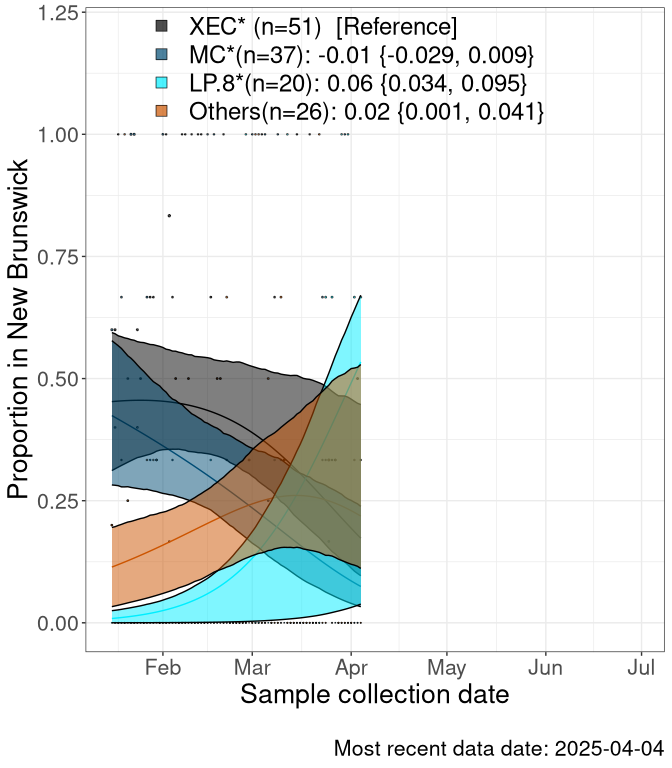 XEC* (n=51)  [Reference]
MC*(n=37): -0.01 {-0.029, 0.009}
LP.8*(n=20): 0.06 {0.034, 0.095}
Others(n=26): 0.02 {0.001, 0.041}
1.25
1.00
0.75
0.50
0.25
0.00
Proportion in New Brunswick
Feb Mar Apr May Jun Jul
Sample collection date
Most recent data date: 2025-04-04